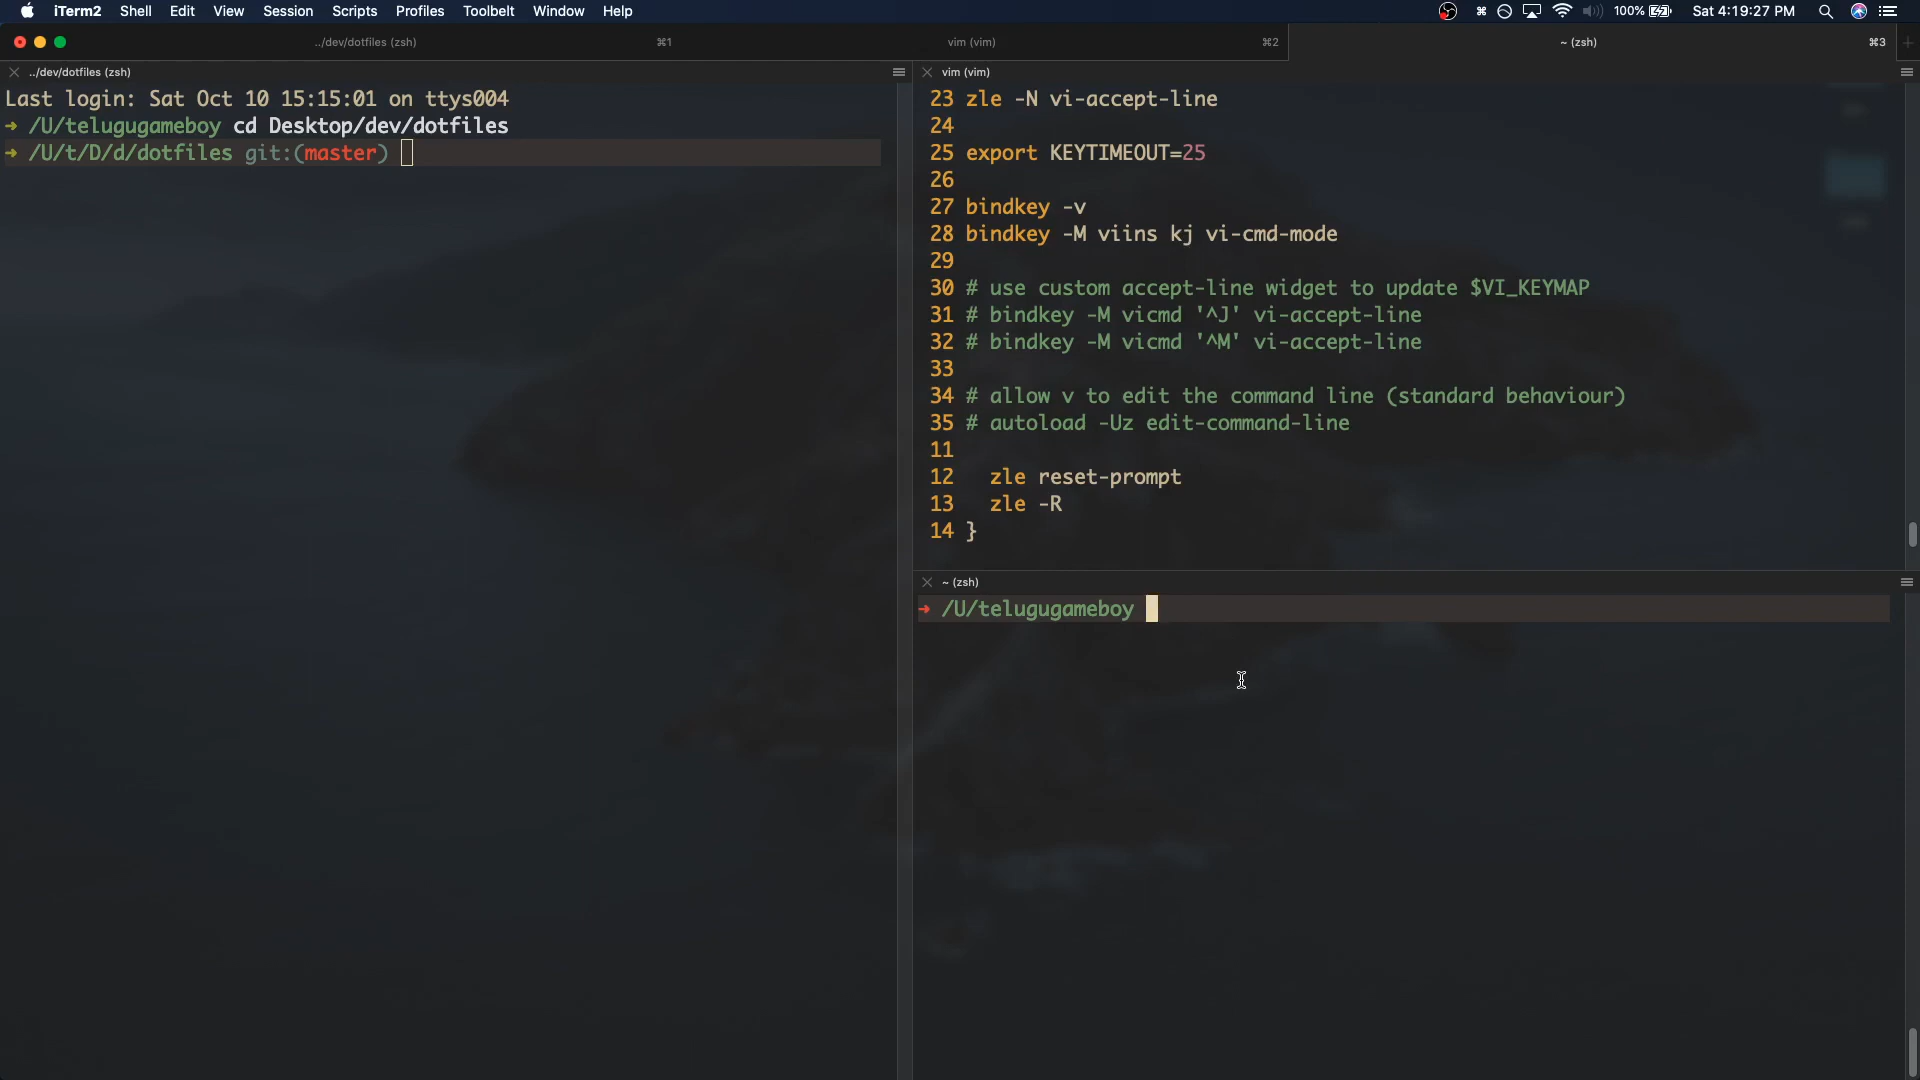 iTerm2 Shell Edit View Session Scripts Profiles Toolbelt Window Help 100% Sat 4:19:27 PM
../dev/dotfiles (zsh) ⌘1 vim (vim) ⌘2 ~ (zsh) ⌘3
../dev/dotfiles (zsh)
Last login: Sat Oct 10 15:15:01 on ttys004
➜ /U/telugugameboy cd Desktop/dev/dotfiles
➜ /U/t/D/d/dotfiles git:(master)
vim (vim)
23 zle -N vi-accept-line
24
25 export KEYTIMEOUT=25
26
27 bindkey -v
28 bindkey -M viins kj vi-cmd-mode
29
30 # use custom accept-line widget to update $VI_KEYMAP
31 # bindkey -M vicmd '^J' vi-accept-line
32 # bindkey -M vicmd '^M' vi-accept-line
33
34 # allow v to edit the command line (standard behaviour)
35 # autoload -Uz edit-command-line
11
12 zle reset-prompt
13 zle -R
14 }
~ (zsh)
➜ /U/telugugameboy